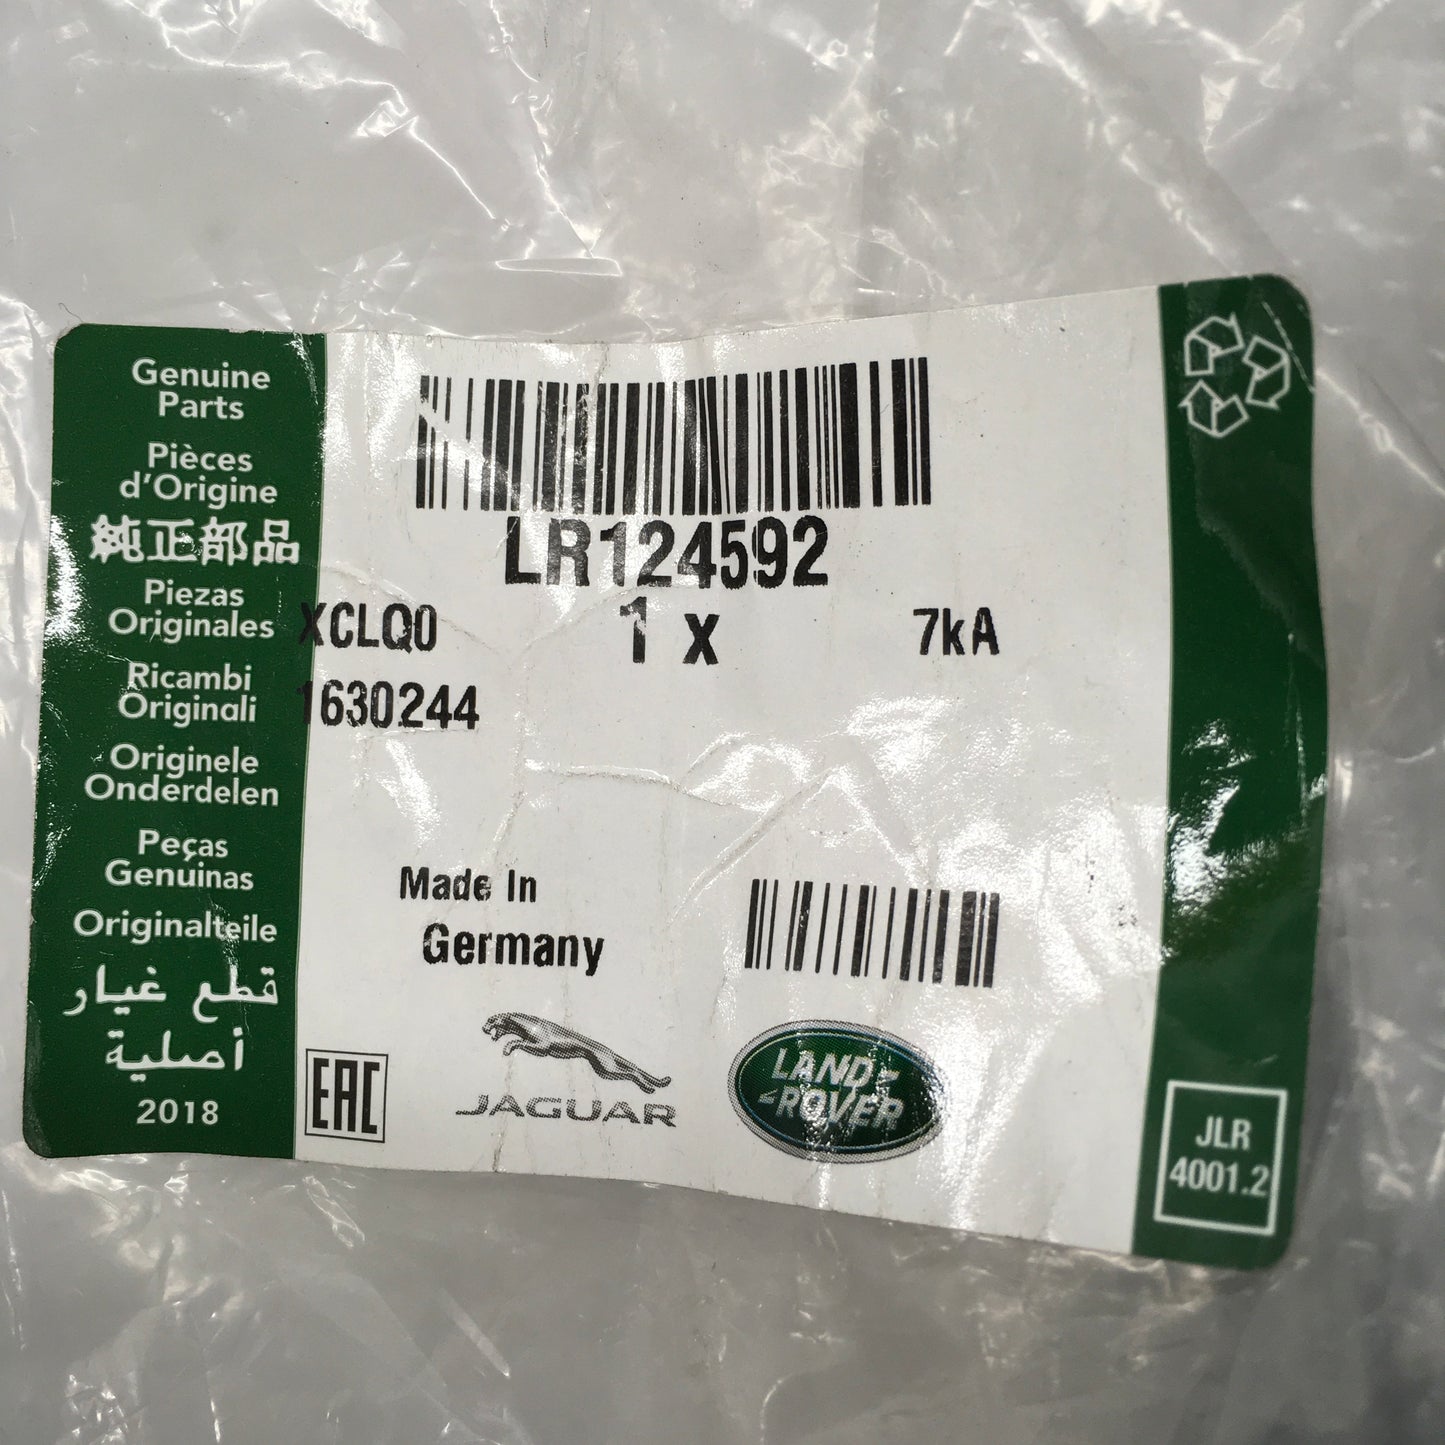 Genuine
Parts
Pièces
d'Origine
純正部品
Piezas
Originales
Ricambi
Originali
Originele
Onderdelen
Peças
Genuinas
Originalteile
قطع غيار
أصلية
2018
LR124592
XCLQ0 1 x 7kA
1630244
Made In
Germany
EAC
JAGUAR
LAND-
-ROVER
JLR
4001.2